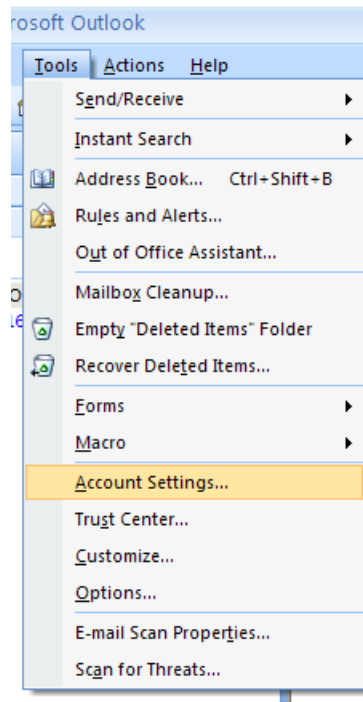 rosoft Outlook
Tools Actions Help
Send/Receive
Instant Search
Address Book... Ctrl+Shift+B
Rules and Alerts...
Out of Office Assistant...
Mailbox Cleanup...
Empty "Deleted Items" Folder
Recover Deleted Items...
Forms
Macro
Account Settings...
Trust Center...
Customize...
Options...
E-mail Scan Properties...
Scan for Threats...